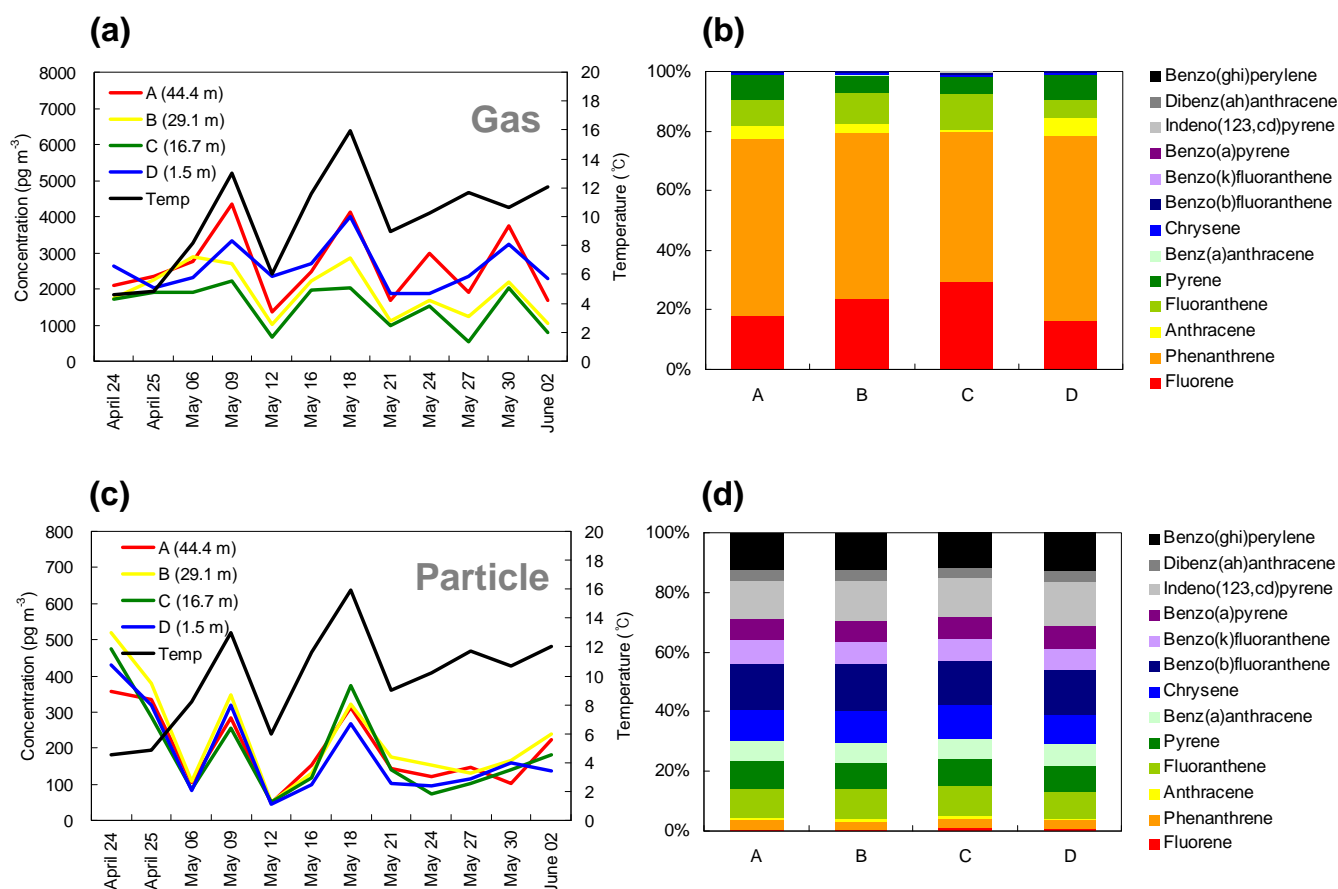 (a)
8000
7000
6000
5000
4000
3000
2000
1000
0
Concentration (pg m-3)
A (44.4 m)
B (29.1 m)
C (16.7 m)
D (1.5 m)
Temp
Gas
20
18
16
14
12
10
8
6
4
2
0
Temperature (℃)
April 24
April 25
May 06
May 09
May 12
May 16
May 18
May 21
May 24
May 27
May 30
June 02
(b)
100%
80%
60%
40%
20%
0%
A
B
C
D
Benzo(ghi)perylene
Dibenz(ah)anthracene
Indeno(123,cd)pyrene
Benzo(a)pyrene
Benzo(k)fluoranthene
Benzo(b)fluoranthene
Chrysene
Benz(a)anthracene
Pyrene
Fluoranthene
Anthracene
Phenanthrene
Fluorene
(c)
800
700
600
500
400
300
200
100
0
Concentration (pg m-3)
A (44.4 m)
B (29.1 m)
C (16.7 m)
D (1.5 m)
Temp
Particle
20
18
16
14
12
10
8
6
4
2
0
Temperature (℃)
April 24
April 25
May 06
May 09
May 12
May 16
May 18
May 21
May 24
May 27
May 30
June 02
(d)
100%
80%
60%
40%
20%
0%
A
B
C
D
Benzo(ghi)perylene
Dibenz(ah)anthracene
Indeno(123,cd)pyrene
Benzo(a)pyrene
Benzo(k)fluoranthene
Benzo(b)fluoranthene
Chrysene
Benz(a)anthracene
Pyrene
Fluoranthene
Anthracene
Phenanthrene
Fluorene